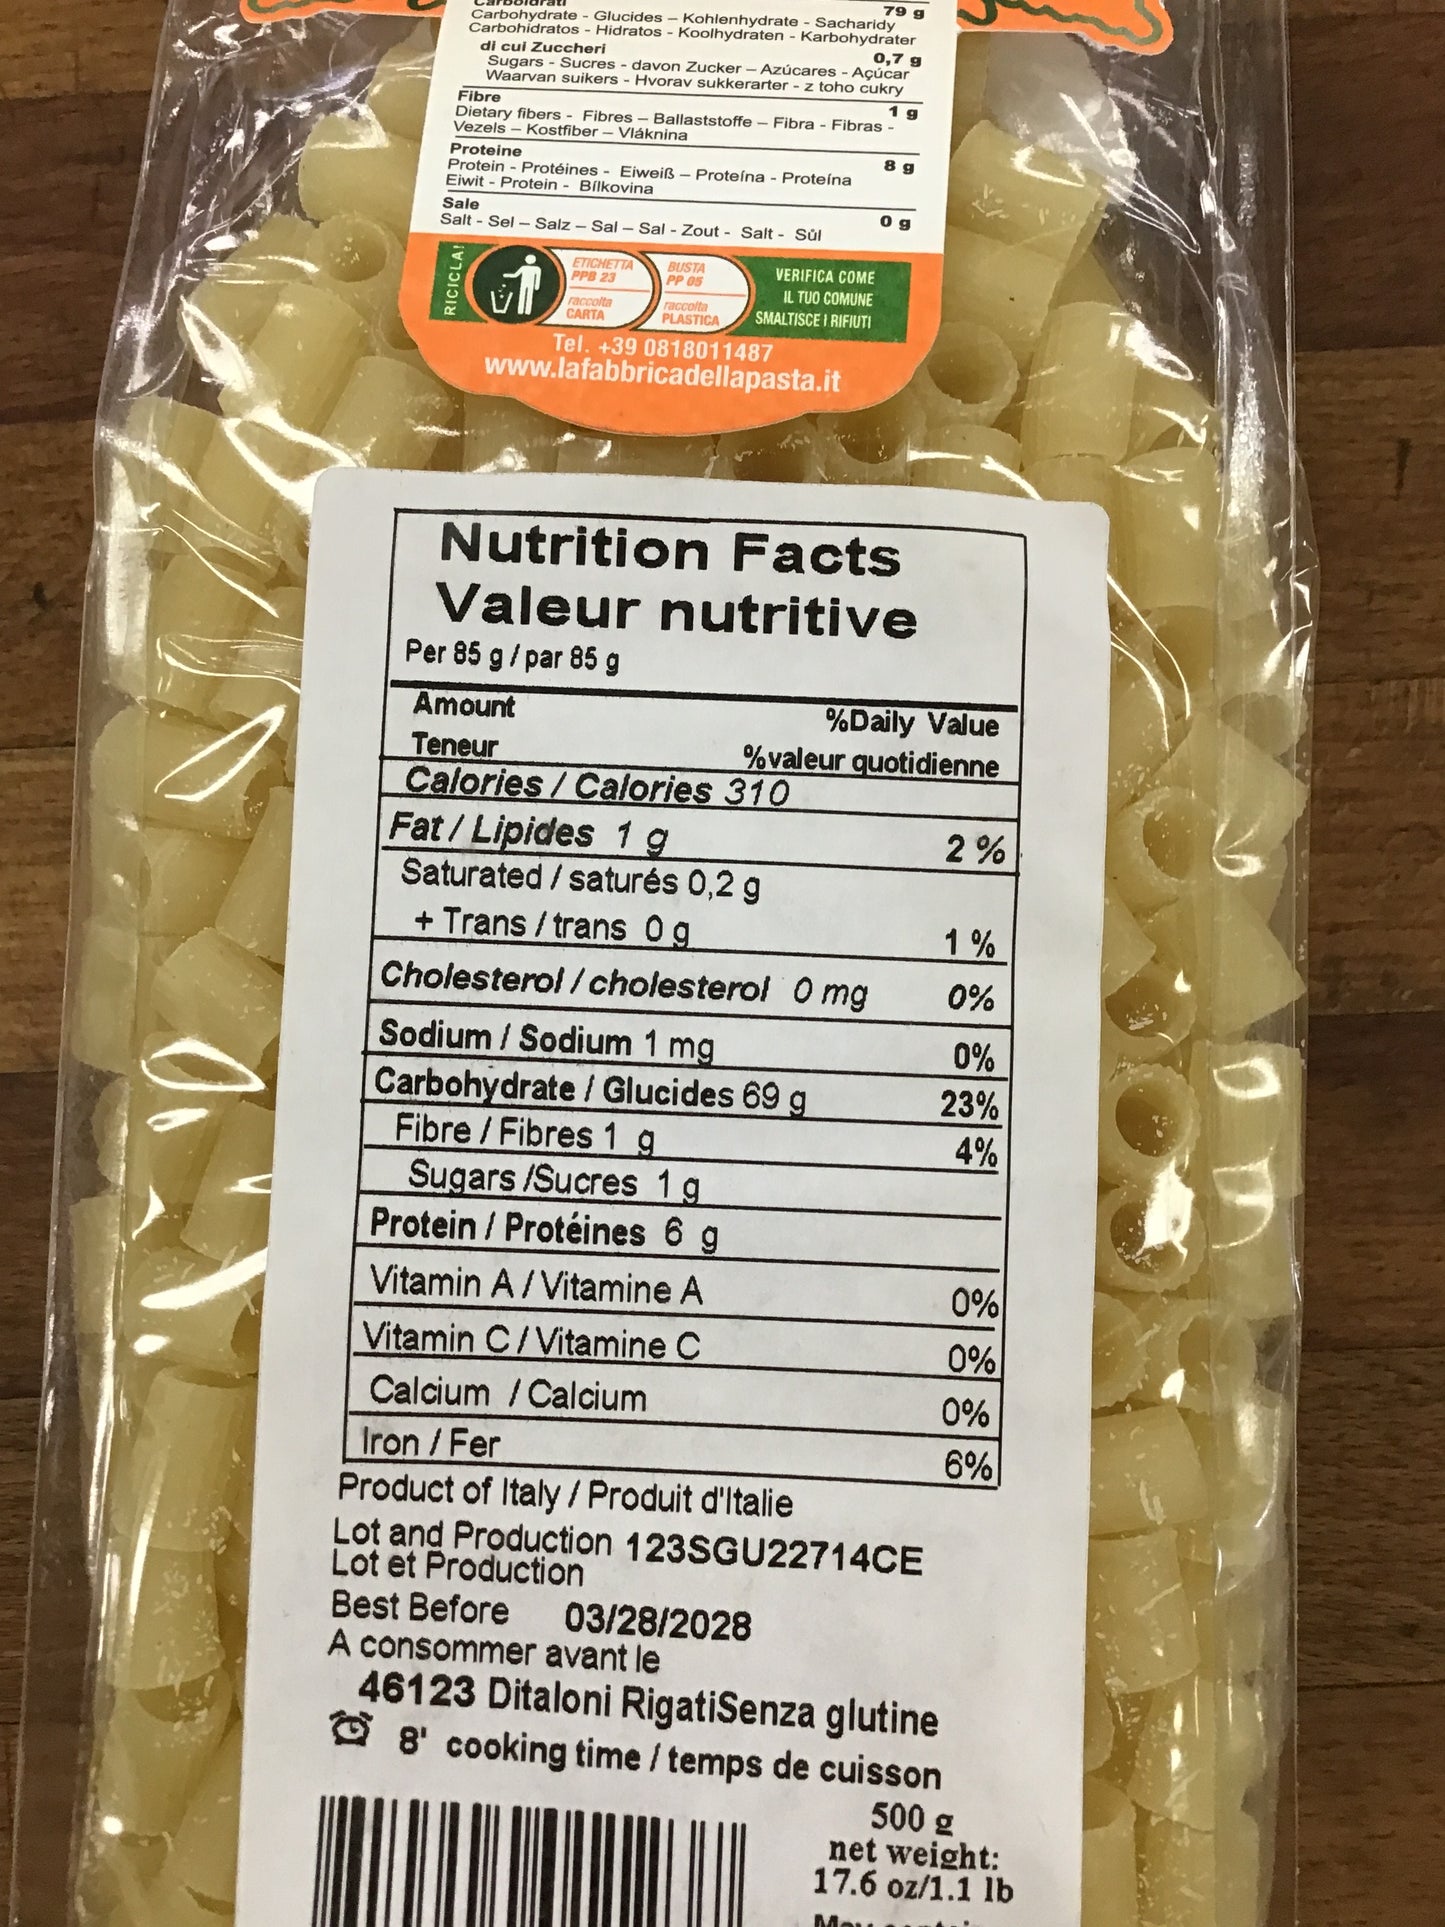 Carboidrati 79 g
Carbohydrate - Glucides – Kohlenhydrate - Sacharidy
Carbohidratos - Hidratos - Koolhydraten - Karbohydrater
di cui Zuccheri 0,7 g
Sugars - Sucres - davon Zucker – Azúcares - Açúcar
Waarvan suikers - Hvorav sukkerarter - z toho cukry
Fibre 1 g
Dietary fibers - Fibres – Ballaststoffe – Fibra - Fibras -
Vezels – Kostfiber – Vláknina
Proteine 8 g
Protein - Protéines - Eiweiß – Proteína - Proteína
Eiwit - Protein - Bílkovina
Sale 0 g
Salt - Sel – Salz – Sal – Sal - Zout - Salt - Sůl
RICICLA!
ETICHETTA
PPB 23
raccolta
CARTA
BUSTA
PP 05
raccolta
PLASTICA
VERIFICA COME
IL TUO COMUNE
SMALTISCE I RIFIUTI
Tel. +39 0818011487
www.lafabbricadellapasta.it
Nutrition Facts
Valeur nutritive
Per 85 g / par 85 g
Amount %Daily Value
Teneur %valeur quotidienne
Calories / Calories 310
Fat / Lipides 1 g 2 %
Saturated / saturés 0,2 g
+ Trans / trans 0 g 1 %
Cholesterol / cholesterol 0 mg 0%
Sodium / Sodium 1 mg 0%
Carbohydrate / Glucides 69 g 23%
Fibre / Fibres 1 g 4%
Sugars /Sucres 1 g
Protein / Protéines 6 g
Vitamin A / Vitamine A 0%
Vitamin C / Vitamine C 0%
Calcium / Calcium 0%
Iron / Fer 6%
Product of Italy / Produit d'Italie
Lot and Production 123SGU22714CE
Lot et Production
Best Before 03/28/2028
A consommer avant le
46123 Ditaloni RigatiSenza glutine
8' cooking time / temps de cuisson
500 g
net weight:
17.6 oz/1.1 lb